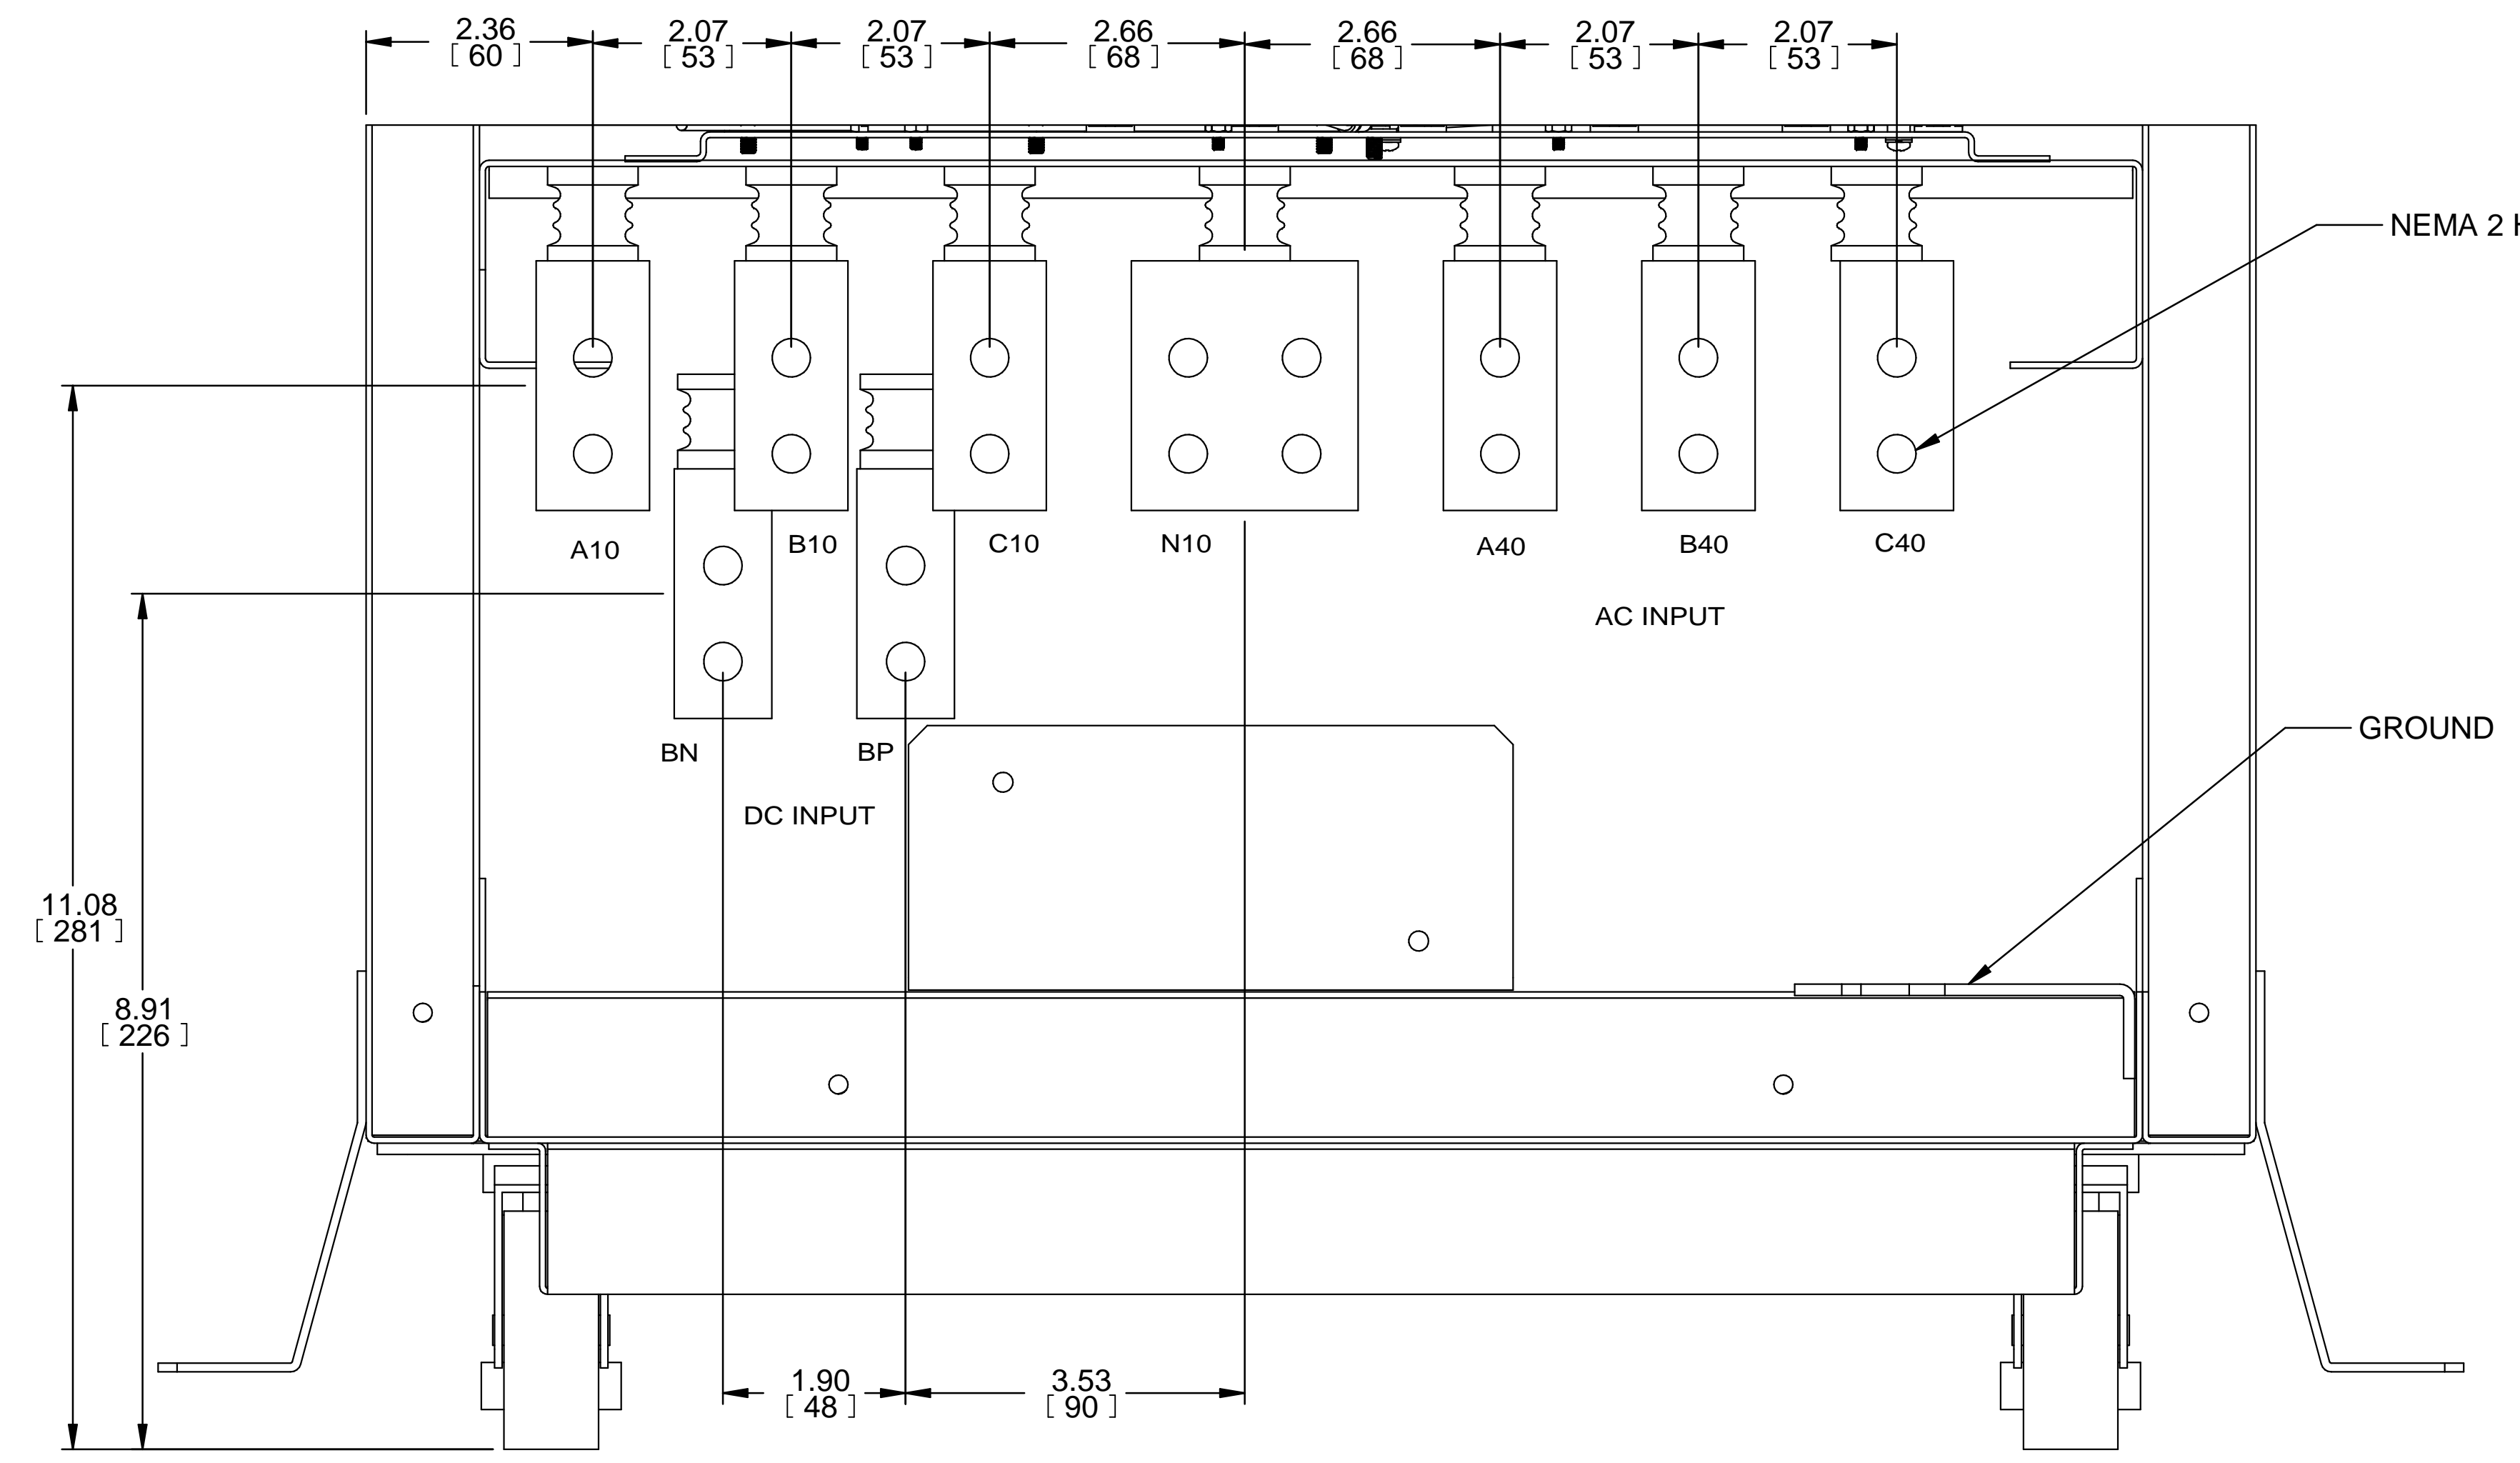 2.36
[ 60 ]
2.07
[ 53 ]
2.07
[ 53 ]
2.66
[ 68 ]
2.66
[ 68 ]
2.07
[ 53 ]
2.07
[ 53 ]
NEMA 2 H
A10
B10
C10
N10
A40
B40
C40
AC INPUT
GROUND
BN
BP
DC INPUT
11.08
[ 281 ]
8.91
[ 226 ]
1.90
[ 48 ]
3.53
[ 90 ]